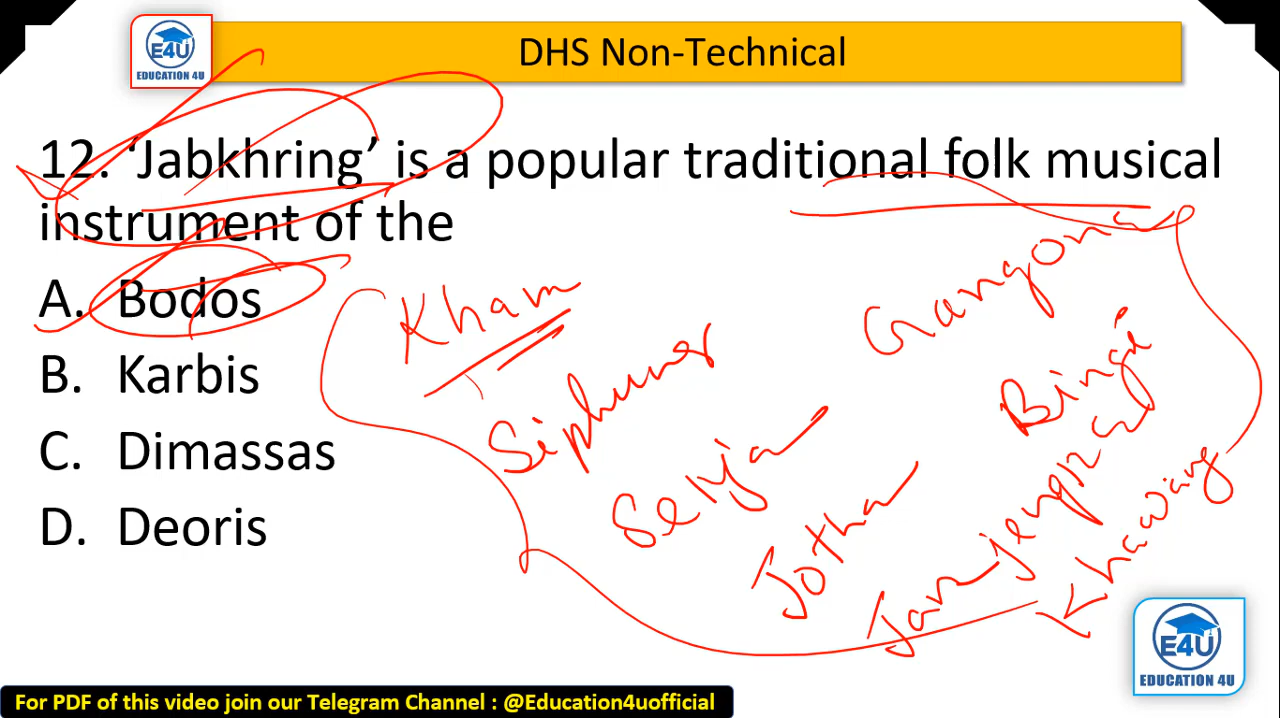 E4U
EDUCATION 4U
DHS Non-Technical
12. ‘Jabkhring’ is a popular traditional folk musical
instrument of the
A. Bodos
B. Karbis
C. Dimassas
D. Deoris
Kham
Siphung
Serja
Jotha
Gangona
Bingi
Khawang
E4U
EDUCATION 4U
For PDF of this video join our Telegram Channel : @Education4uofficial